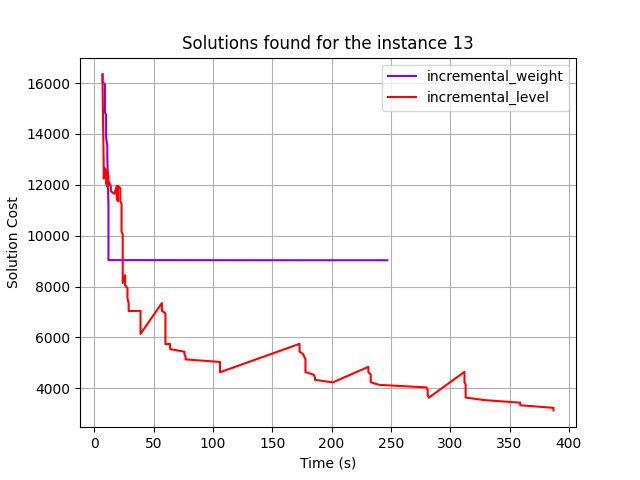 Solutions found for the instance 13
incremental_weight
incremental_level
Solution Cost
16000
14000
12000
10000
8000
6000
4000
0 50 100 150 200 250 300 350 400
Time (s)